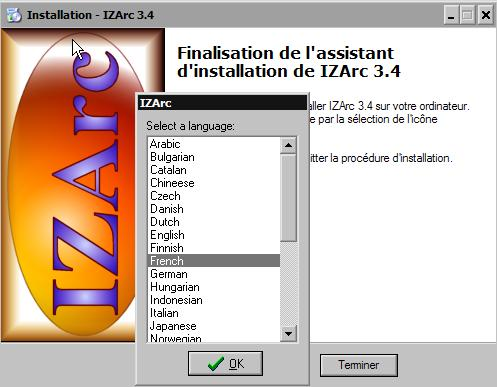 Installation - IZArc 3.4
IZArc
Finalisation de l'assistant
d'installation de IZArc 3.4
aller IZArc 3.4 sur votre ordinateur.
e par la sélection de l'icône
itter la procédure d'installation.
IZArc
Select a language:
Arabic
Bulgarian
Catalan
Chineese
Czech
Danish
Dutch
English
Finnish
French
German
Hungarian
Indonesian
Italian
Japanese
Norwegian
OK
Terminer